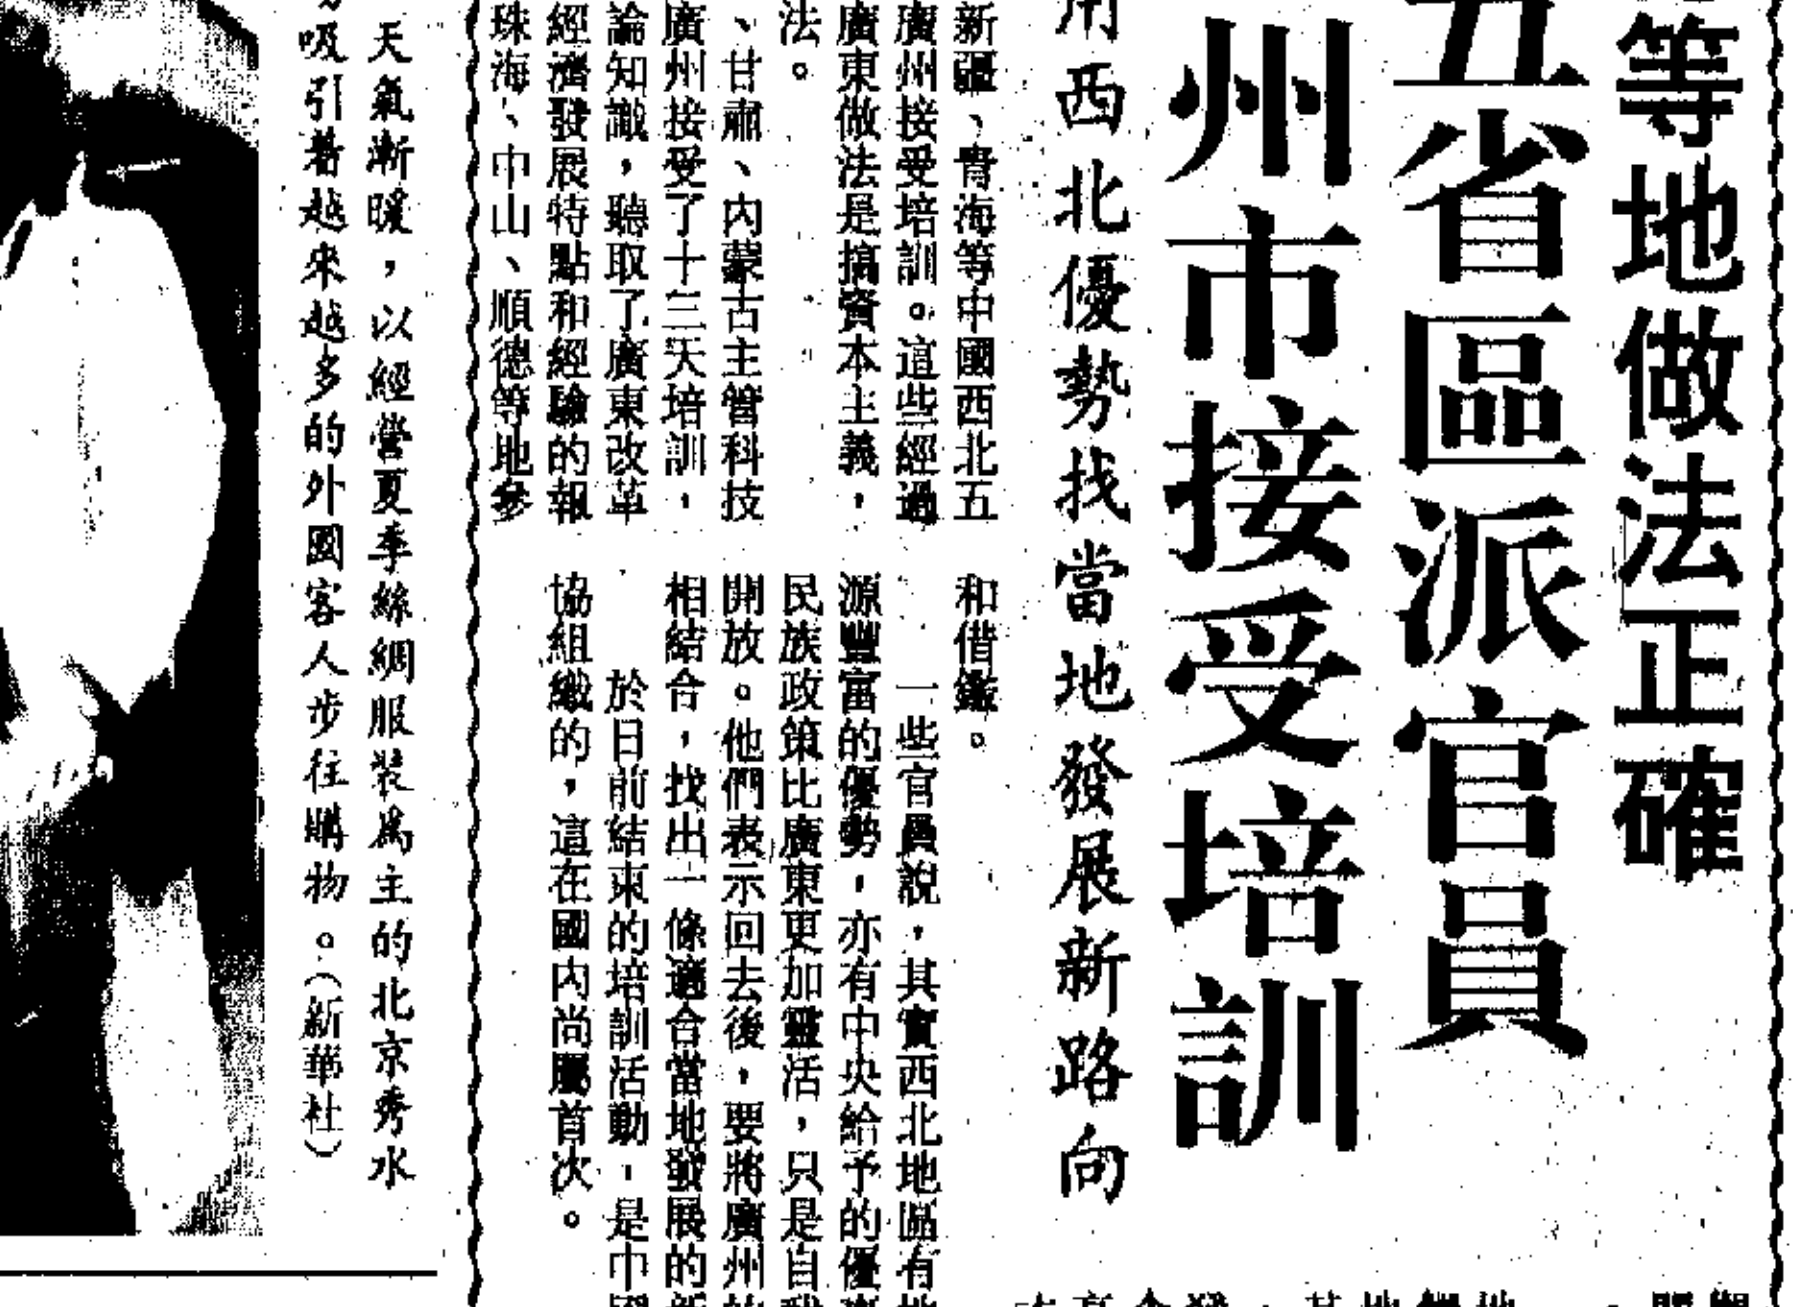 等地做法正確
五省區派官員
州市接受培訓
用西北優勢找當地發展新路向
新疆、青海等中國西北五
廣州接受培訓。這些經過
廣東做法是搞資本主義，
法。
、甘肅、內蒙古主管科技
廣州接受了十三天培訓，
論知識，聽取了廣東改革
經濟發展特點和經驗的報
珠海、中山、順德等地參
和借鑑。
一些官員說，其實西北地區有
源豐富的優勢，亦有中央給予的優
民族政策比廣東更加靈活，只是自
開放。他們表示回去後，要將廣州
相結合，找出一條適合當地發展的新
於日前結束的培訓活動，是中
協組織的，這在國內尚屬首次。
天氣漸暖，以經營夏季絲綢服裝為主的北京秀水
吸引着越來越多的外國客人步往購物。（新華社）